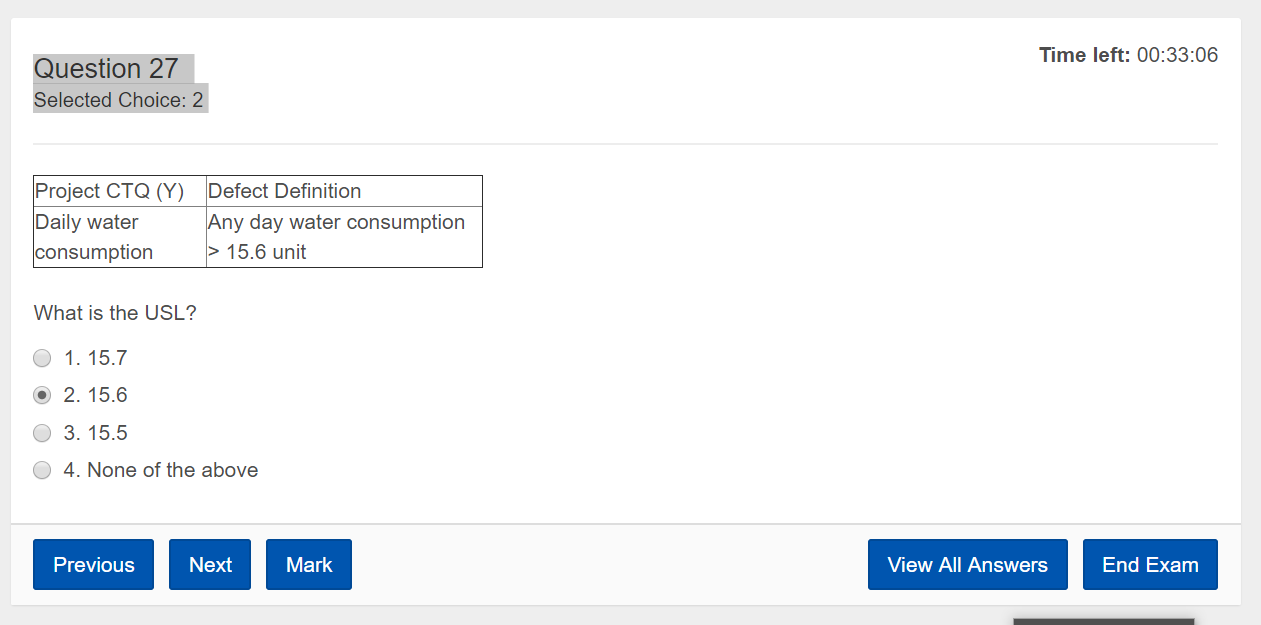 Question 27
Time left: 00:33:06
Selected Choice: 2
Project CTQ (Y) Defect Definition
Daily water Any day water consumption
consumption > 15.6 unit
What is the USL?
1. 15.7
2. 15.6
3. 15.5
4. None of the above
Previous Next Mark View All Answers End Exam